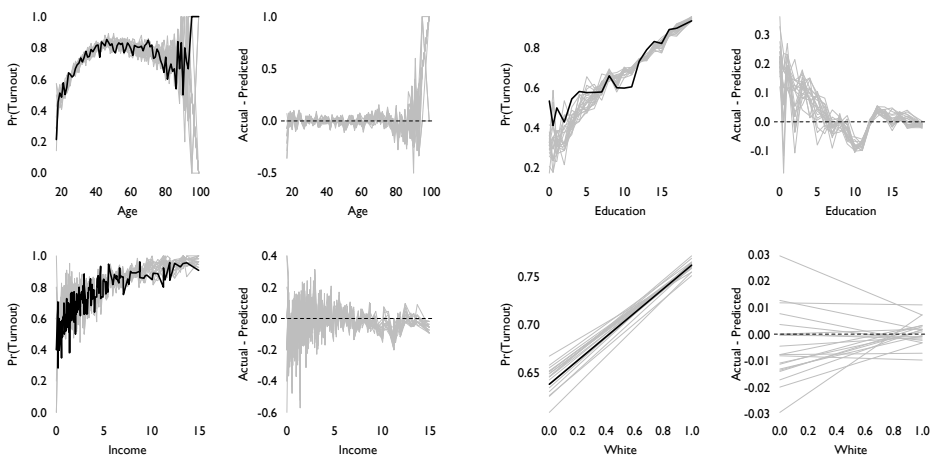 Pr(Turnout)
1.0
0.8
0.6
0.4
0.2
0.0
20 40 60 80 100
Age
Actual - Predicted
1.0
0.5
0.0
-0.5
20 40 60 80 100
Age
Pr(Turnout)
0.8
0.6
0.4
0.2
0 5 10 15
Education
Actual - Predicted
0.3
0.2
0.1
0.0
-0.1
0 5 10 15
Education
Pr(Turnout)
1.0
0.8
0.6
0.4
0.2
0.0
0 5 10 15
Income
Actual - Predicted
0.4
0.2
0.0
-0.2
-0.4
-0.6
0 5 10 15
Income
Pr(Turnout)
0.75
0.70
0.65
0.0 0.2 0.4 0.6 0.8 1.0
White
Actual - Predicted
0.03
0.02
0.01
0.00
-0.01
-0.02
-0.03
0.0 0.2 0.4 0.6 0.8 1.0
White